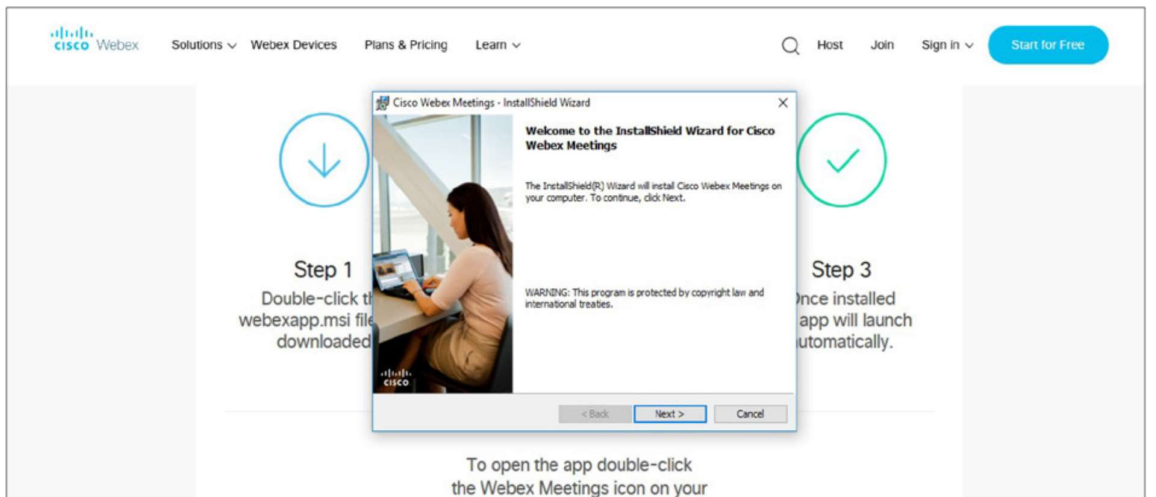 CISCO Webex Solutions Webex Devices Plans & Pricing Learn Host Join Sign in Start for Free
Cisco Webex Meetings - InstallShield Wizard
Welcome to the InstallShield Wizard for Cisco
Webex Meetings
The InstallShield(R) Wizard will install Cisco Webex Meetings on
your computer. To continue, click Next.
WARNING: This program is protected by copyright law and
international treaties.
CISCO
< Back Next > Cancel
Step 1
Double-click
webexapp.msi
downloaded
Step 3
installed
app will launch
To open the app double-click
the Webex Meetings icon on your